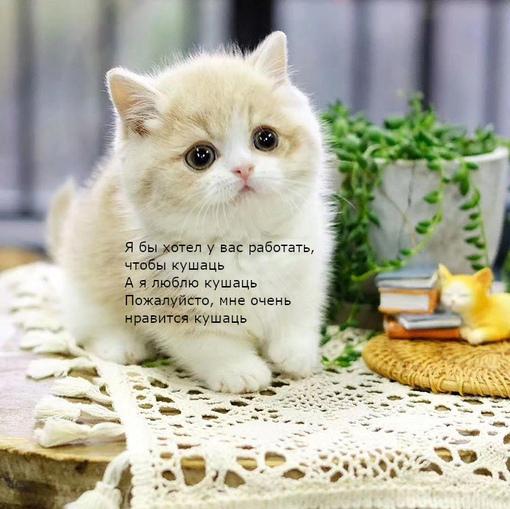 Я бы хотел у вас работать,
чтобы кушаць
А я люблю кушаць
Пожалуйсто, мне очень
нравится кушаць